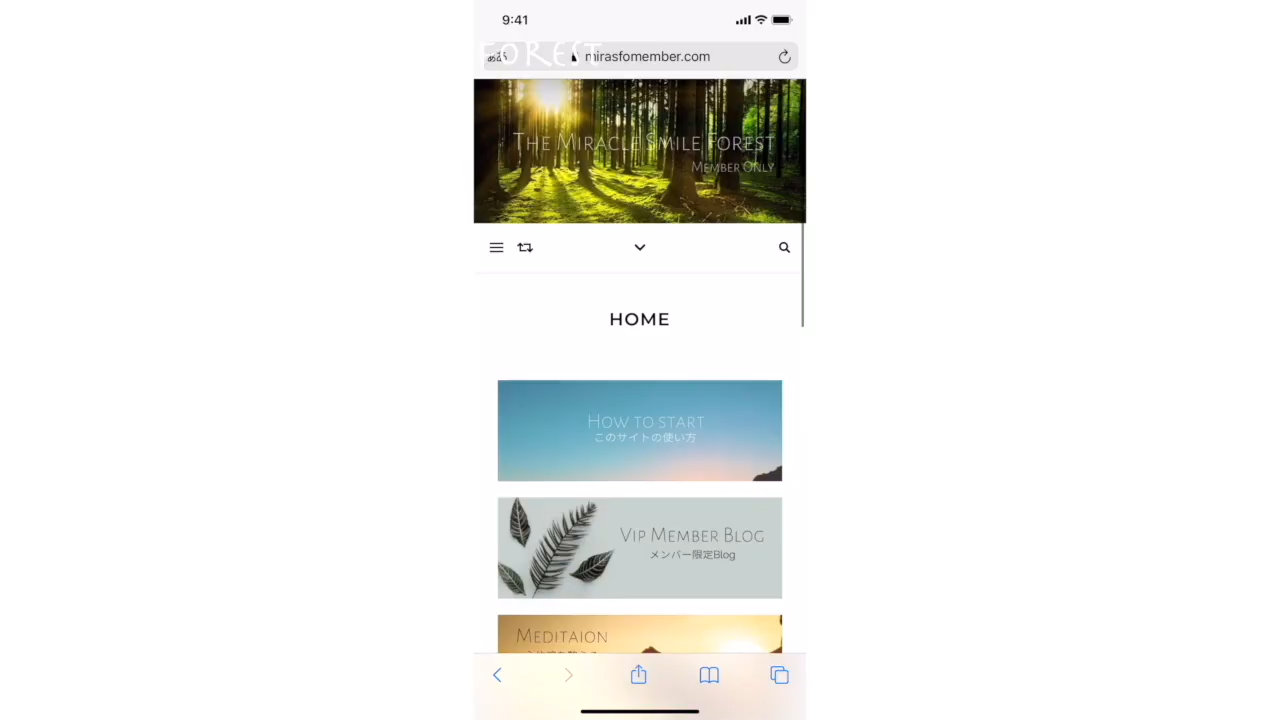 9:41
FOREST
mirasfomember.com
The Miracle Smile Forest
Member Only
HOME
How to start
このサイトの使い方
Vip Member Blog
メンバー限定Blog
Meditaion